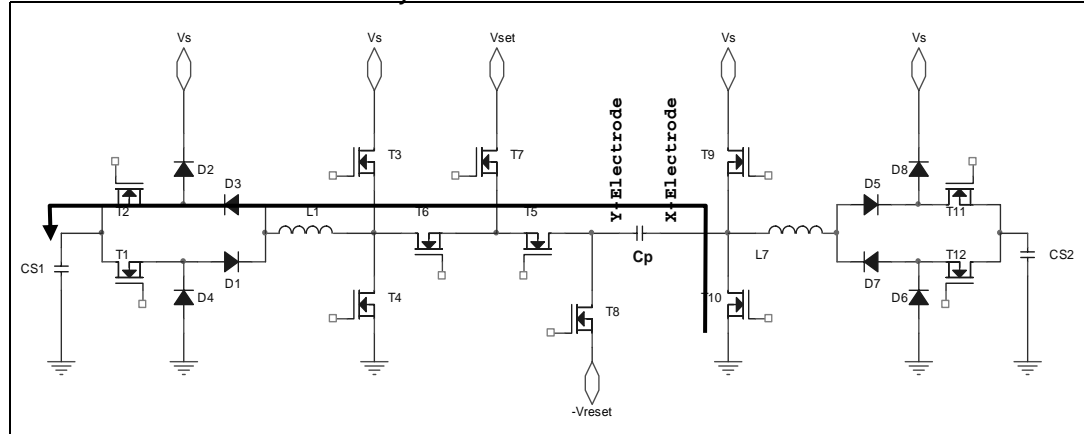 Vs
Vs
Vset
Vs
Vs
Y-Electrode
X-Electrode
T3
T7
T9
D2
D3
D5
D8
T2
L1
T6
T5
T11
T1
Cp
L7
T12
CS1
CS2
D4
D1
T4
T8
T10
D7
D6
-Vreset